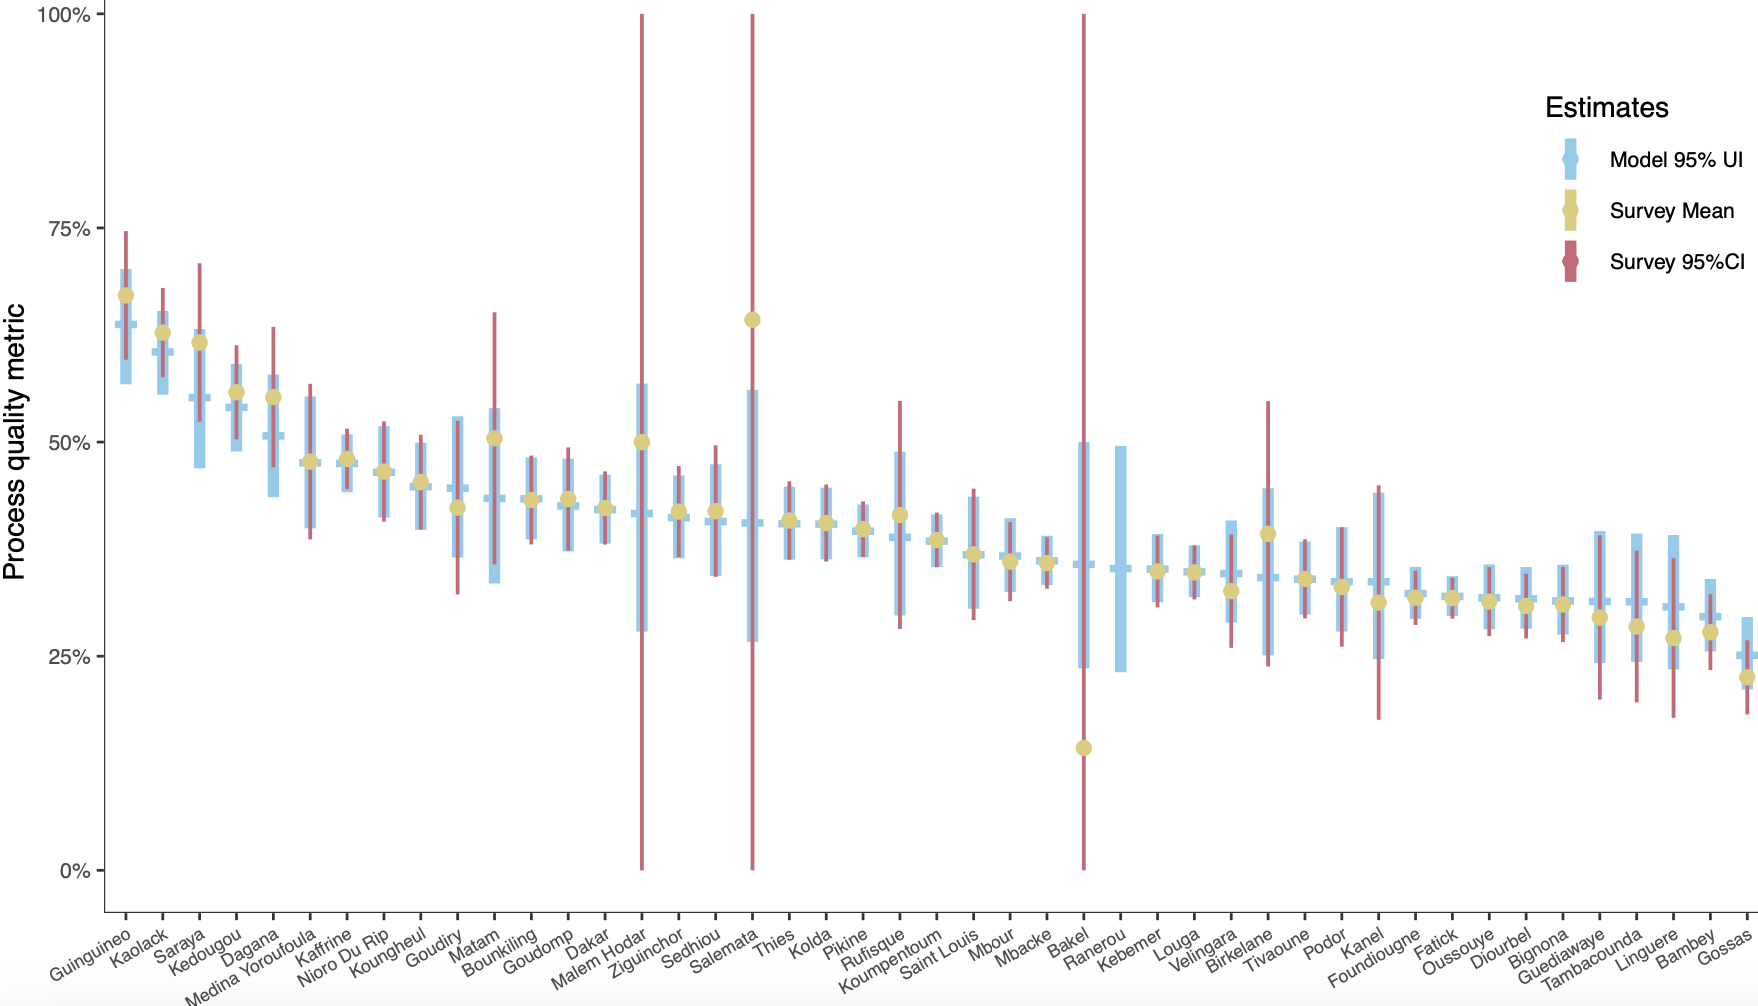 100%
75%
50%
25%
0%
Process quality metric
Estimates
Model 95% UI
Survey Mean
Survey 95%CI
Guinguineo
Kaolack
Saraya
Kedougou
Dagana
Medina Yoroufoula
Kaffrine
Nioro Du Rip
Koungheul
Goudiry
Matam
Bounkiling
Goudomp
Dakar
Malem Hodar
Ziguinchor
Sedhiou
Salemata
Thies
Kolda
Pikine
Rufisque
Koumpentoum
Saint Louis
Mbour
Mbacke
Bakel
Ranerou
Kebemer
Louga
Velingara
Birkelane
Tivaoune
Podor
Kanel
Foundiougne
Fatick
Oussouye
Diourbel
Bignona
Guediawaye
Tambacounda
Linguere
Bambey
Gossas